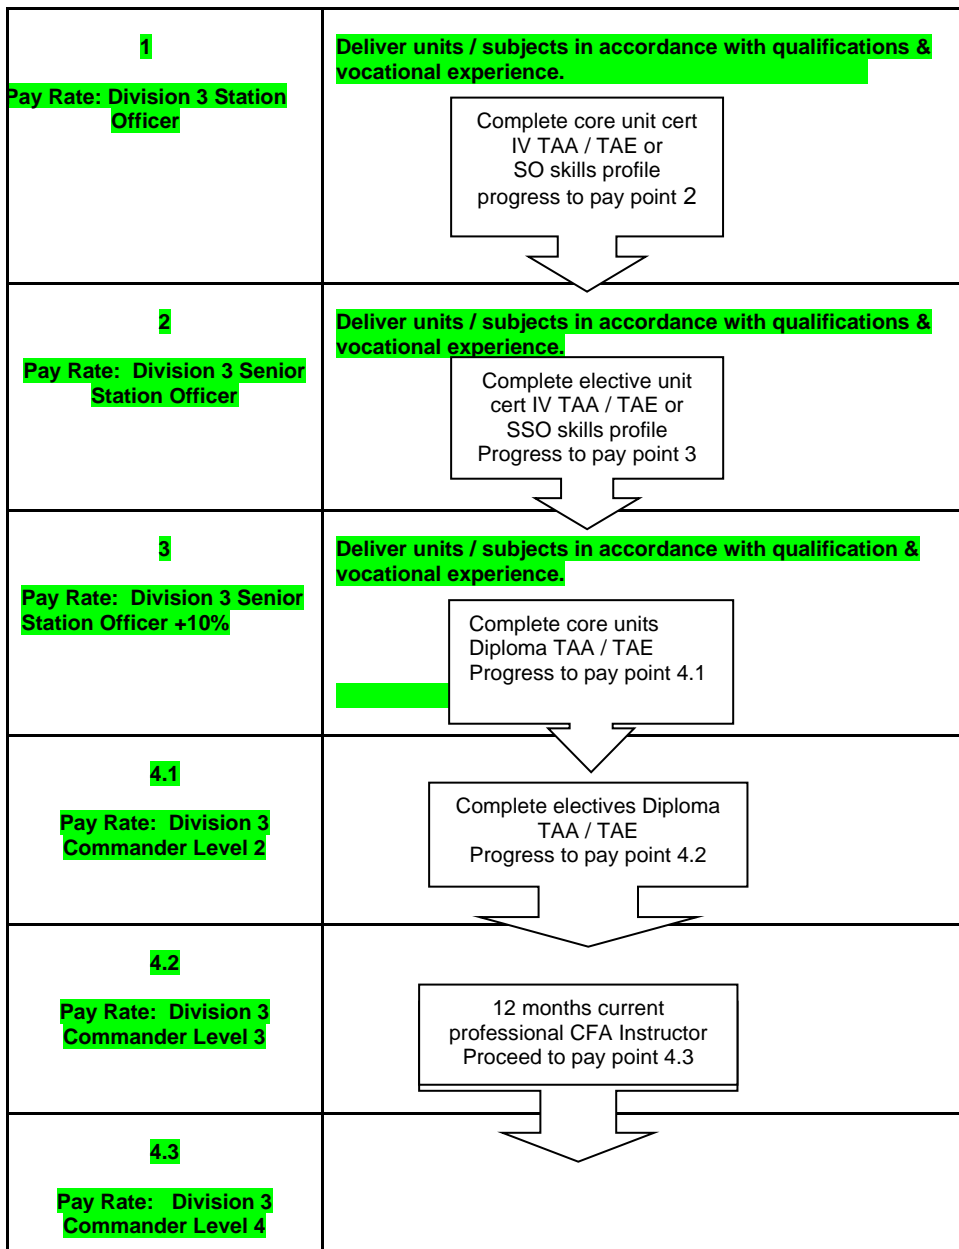 1
Pay Rate: Division 3 Station
Officer
Deliver units / subjects in accordance with qualifications &
vocational experience.
Complete core unit cert
IV TAA / TAE or
SO skills profile
progress to pay point 2
2
Pay Rate: Division 3 Senior
Station Officer
Deliver units / subjects in accordance with qualifications &
vocational experience.
Complete elective unit
cert IV TAA / TAE or
SSO skills profile
Progress to pay point 3
3
Pay Rate: Division 3 Senior
Station Officer +10%
Deliver units / subjects in accordance with qualification &
vocational experience.
Complete core units
Diploma TAA / TAE
Progress to pay point 4.1
4.1
Pay Rate: Division 3
Commander Level 2
Complete electives Diploma
TAA / TAE
Progress to pay point 4.2
4.2
Pay Rate: Division 3
Commander Level 3
12 months current
professional CFA Instructor
Proceed to pay point 4.3
4.3
Pay Rate: Division 3
Commander Level 4